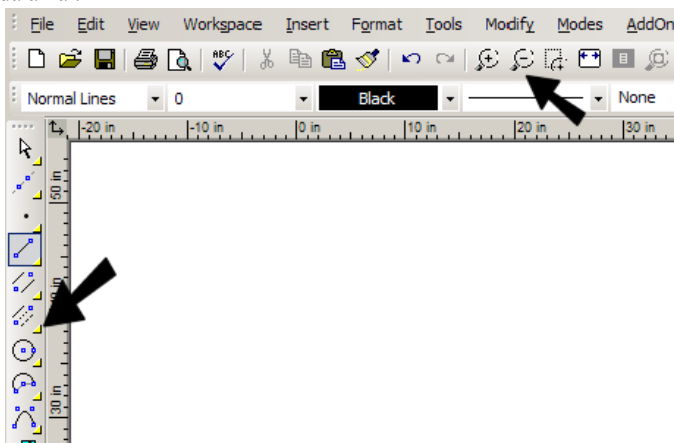 File Edit View Workspace Insert Format Tools Modify Modes AddOn
ABC
Normal Lines 0 Black None
-20 in -10 in 0 in 10 in 20 in 30 in
50 in
30 in